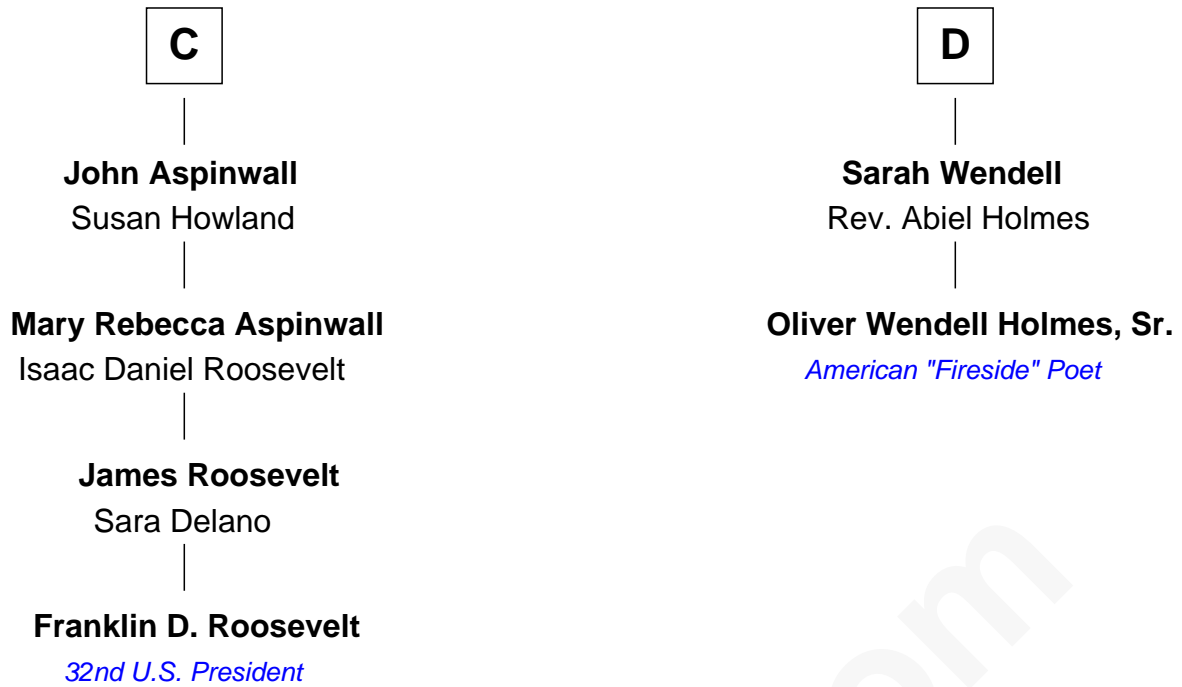 C
John Aspinwall
Susan Howland
Mary Rebecca Aspinwall
Isaac Daniel Roosevelt
James Roosevelt
Sara Delano
Franklin D. Roosevelt
32nd U.S. President
D
Sarah Wendell
Rev. Abiel Holmes
Oliver Wendell Holmes, Sr.
American "Fireside" Poet
om